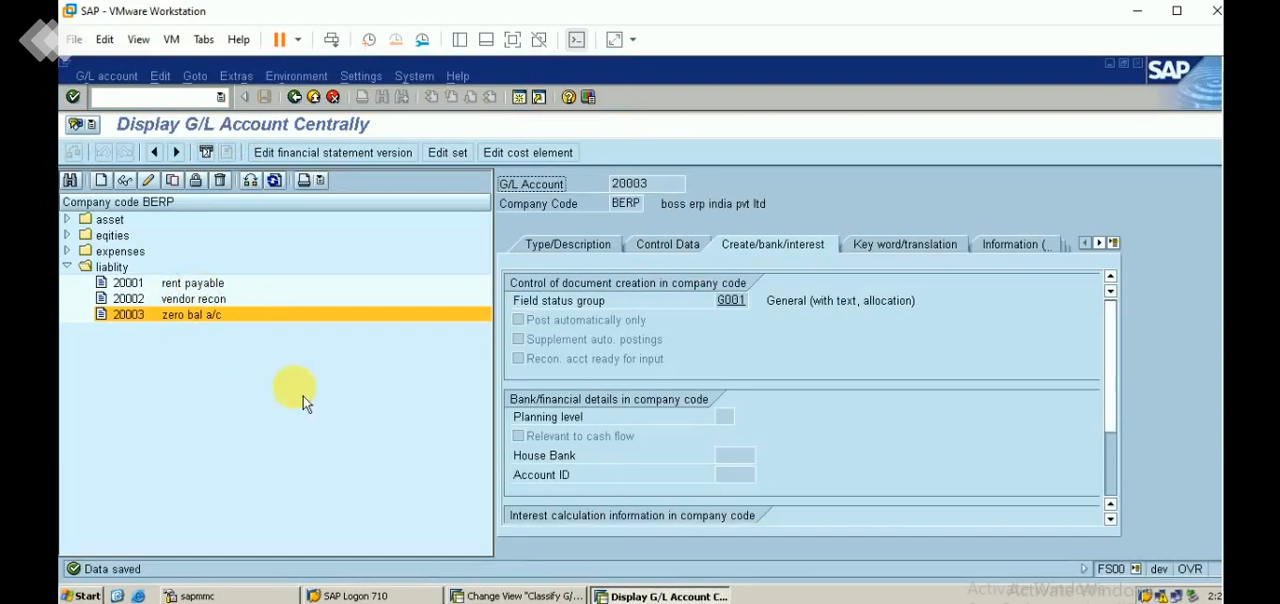 SAP - VMware Workstation
File Edit View VM Tabs Help
G/L account Edit Goto Extras Environment Settings System Help
SAP
Display G/L Account Centrally
Edit financial statement version Edit set Edit cost element
Company code BERP
asset
eqities
expenses
liablity
20001 rent payable
20002 vendor recon
20003 zero bal a/c
G/L Account 20003
Company Code BERP boss erp india pvt ltd
Type/Description Control Data Create/bank/interest Key word/translation Information (..
Control of document creation in company code
Field status group G001 General (with text, allocation)
Post automatically only
Supplement auto. postings
Recon. acct ready for input
Bank/financial details in company code
Planning level
Relevant to cash flow
House Bank
Account ID
Interest calculation information in company code
Data saved
FS00 dev OVR
Start sapmmc SAP Logon 710 Change View "Classify G/... Display G/L Account C... 2:2